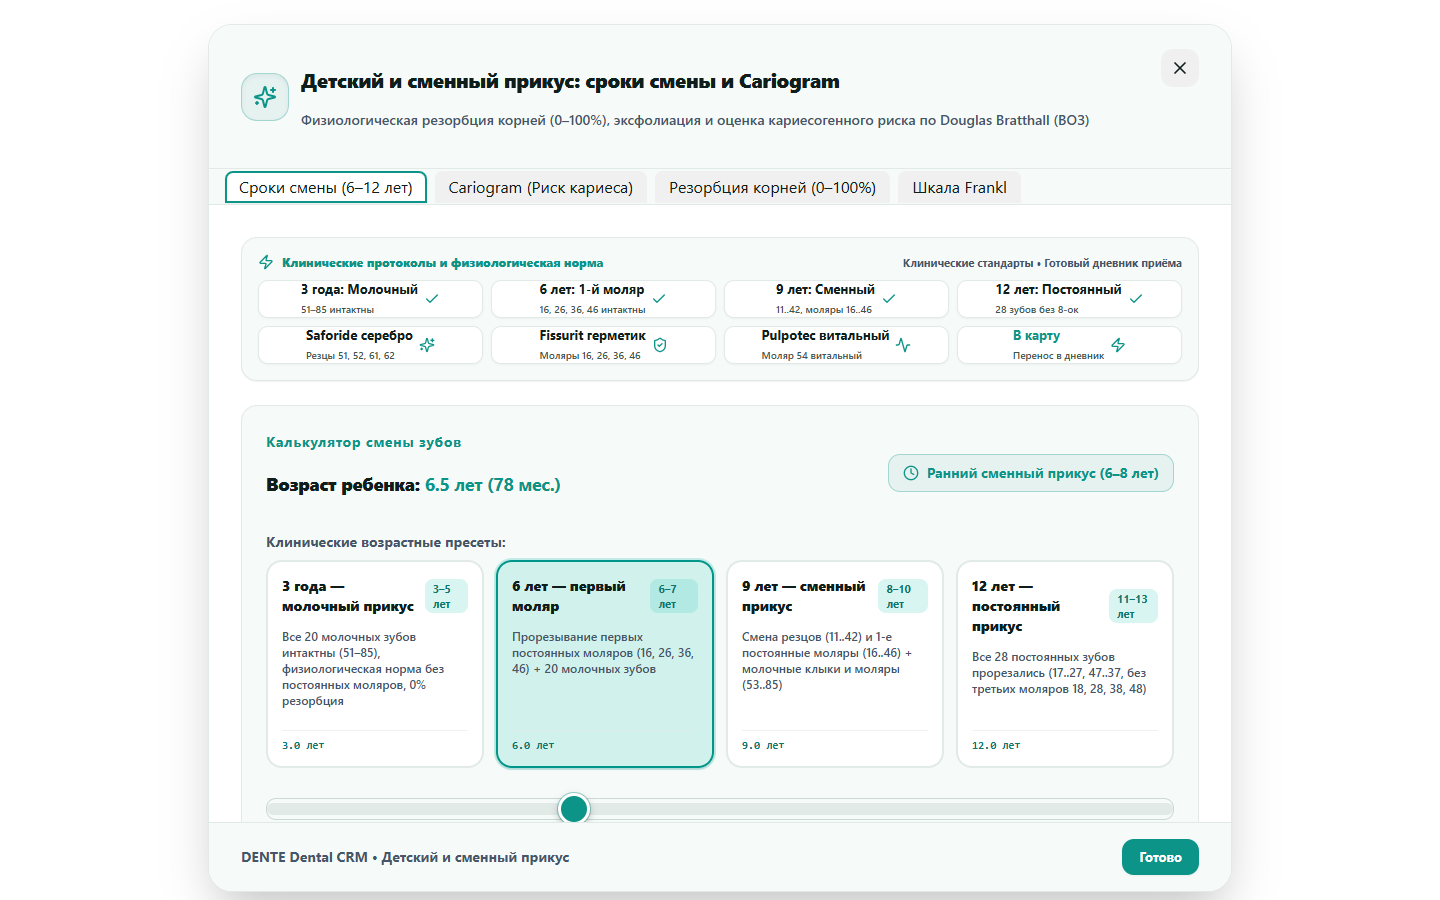 Детский и сменный прикус: сроки смены и Cariogram
Физиологическая резорбция корней (0–100%), эксфолиация и оценка кариесогенного риска по Douglas Bratthall (ВОЗ)
Сроки смены (6–12 лет)
Cariogram (Риск кариеса)
Резорбция корней (0–100%)
Шкала Frankl
Клинические протоколы и физиологическая норма
Клинические стандарты • Готовый дневник приёма
3 года: Молочный
51–85 интактны
6 лет: 1-й моляр
16, 26, 36, 46 интактны
9 лет: Сменный
11..42, моляры 16..46
12 лет: Постоянный
28 зубов без 8-ок
Saforide серебро
Резцы 51, 52, 61, 62
Fissurit герметик
Моляры 16, 26, 36, 46
Pulpotec витальный
Моляр 54 витальный
В карту
Перенос в дневник
Калькулятор смены зубов
Возраст ребенка: 6.5 лет (78 мес.)
Ранний сменный прикус (6–8 лет)
Клинические возрастные пресеты:
3 года —
молочный прикус
3–5
лет
Все 20 молочных зубов
интактны (51–85),
физиологическая норма без
постоянных моляров, 0%
резорбция
3.0 лет
6 лет — первый
моляр
6–7
лет
Прорезывание первых
постоянных моляров (16, 26, 36,
46) + 20 молочных зубов
6.0 лет
9 лет — сменный
прикус
8–10
лет
Смена резцов (11..42) и 1-е
постоянные моляры (16..46) +
молочные клыки и моляры
(53..85)
9.0 лет
12 лет —
постоянный
прикус
11–13
лет
Все 28 постоянных зубов
прорезались (17..27, 47..37, без
третьих моляров 18, 28, 38, 48)
12.0 лет
DENTE Dental CRM • Детский и сменный прикус
Готово